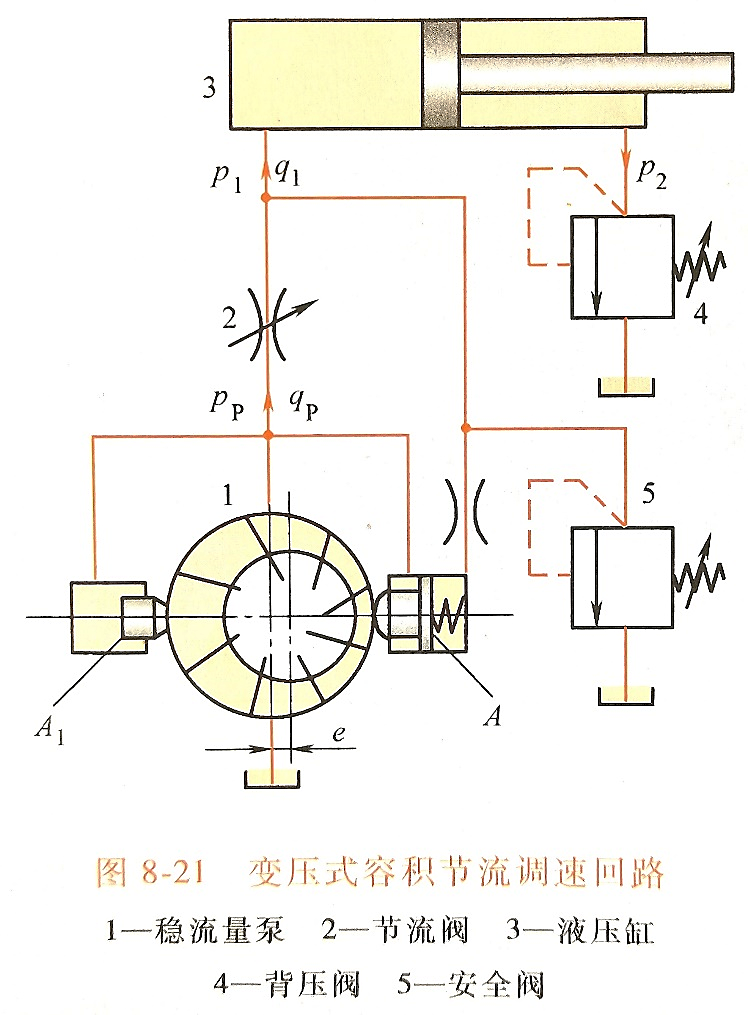 3
p1 q1
p2
2
4
pP qP
1
5
A1
e
A
图 8-21 变压式容积节流调速回路
1—稳流量泵 2—节流阀 3—液压缸
4—背压阀 5—安全阀